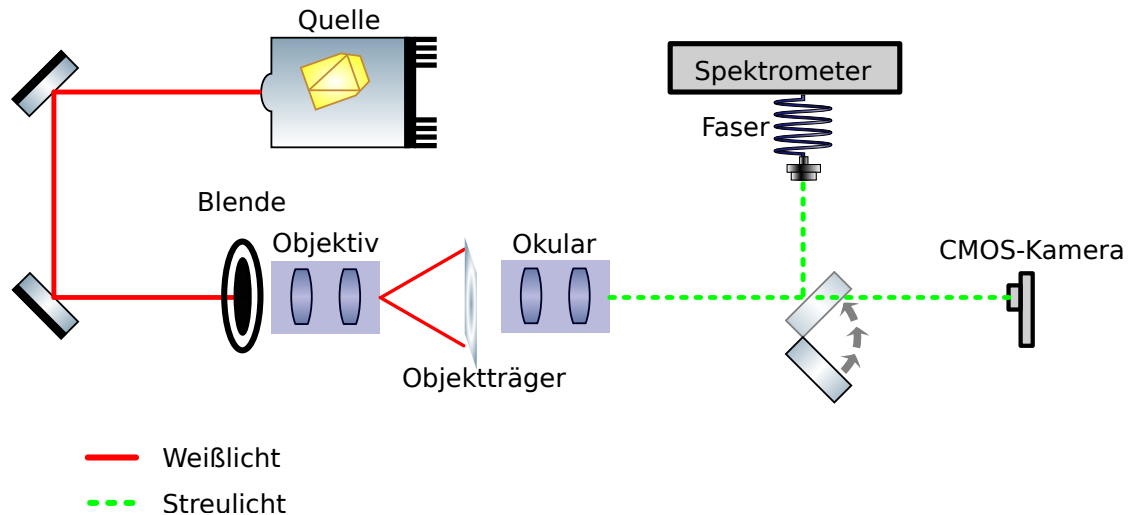 Quelle
Spektrometer
Faser
Blende
Objektiv
Okular
CMOS-Kamera
Objektträger
Weißlicht
Streulicht